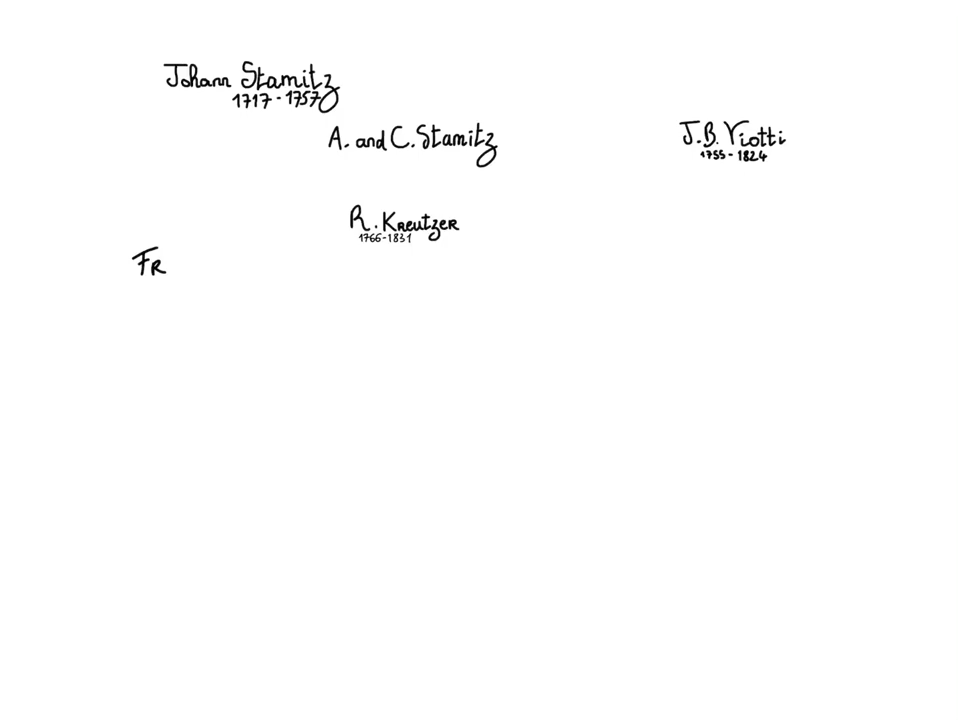 Johann Stamitz
1717 - 1757
A. and C. Stamitz
J.B. Viotti
1755 - 1824
R. Kreutzer
1766-1831
Fr